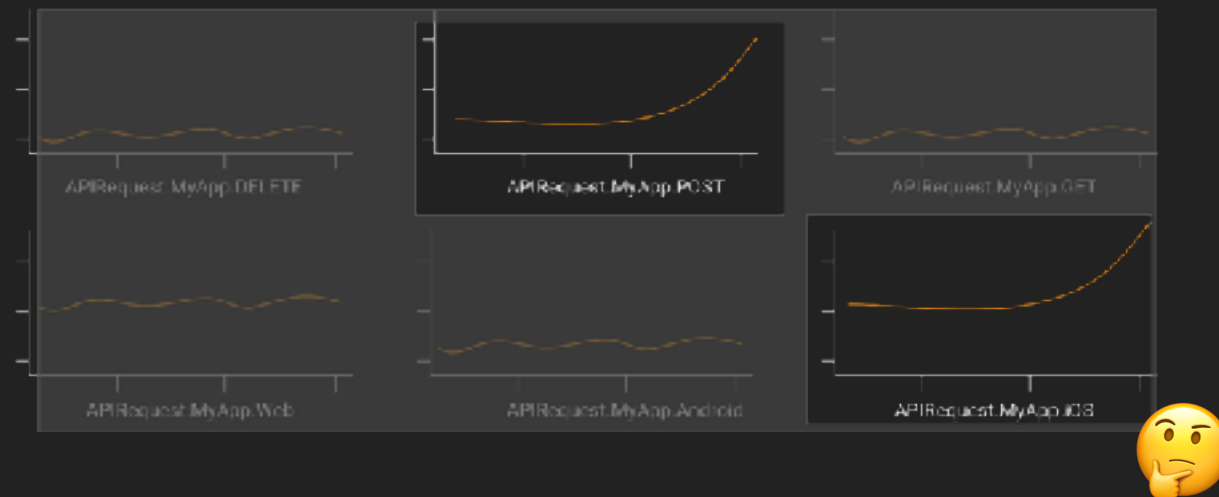 APIRequest.MyApp.DELETE
APIRequest.MyApp.POST
APIRequest.MyApp.GET
APIRequest.MyApp.Web
APIRequest.MyApp.Android
APIRequest.MyApp.iOS